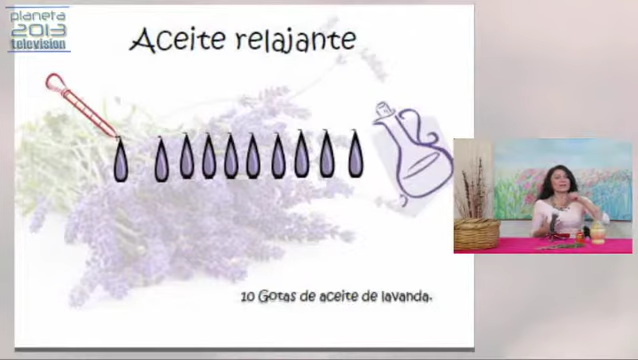 planeta
2013
television
Aceite relajante
10 Gotas de aceite de lavanda.